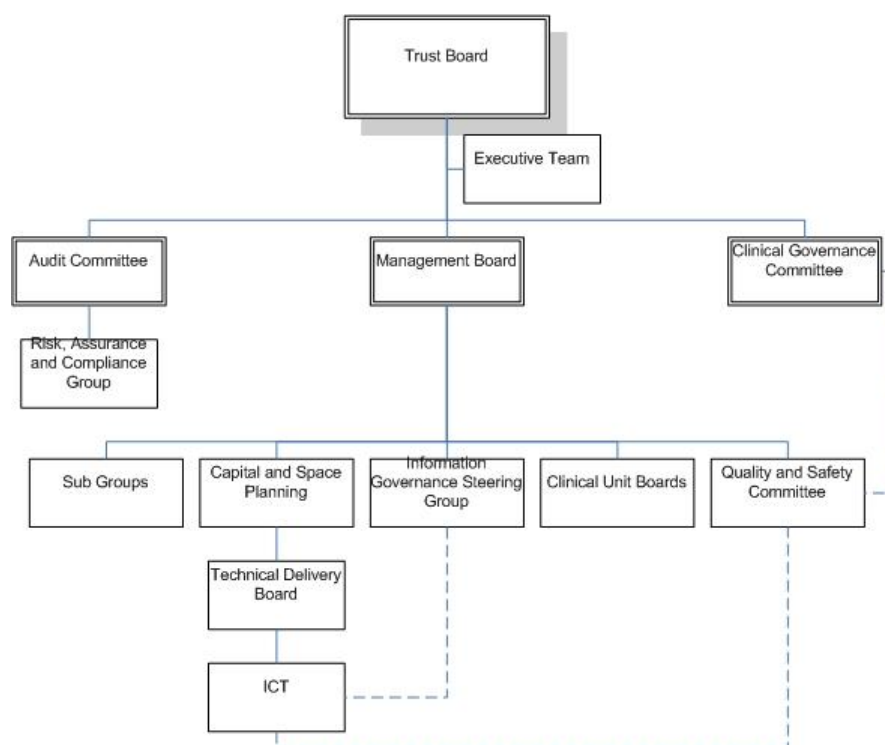 Trust Board
Executive Team
Audit Committee
Management Board
Clinical Governance
Committee
Risk, Assurance
and Compliance
Group
Sub Groups
Capital and Space
Planning
Information
Governance Steering
Group
Clinical Unit Boards
Quality and Safety
Committee
Technical Delivery
Board
ICT